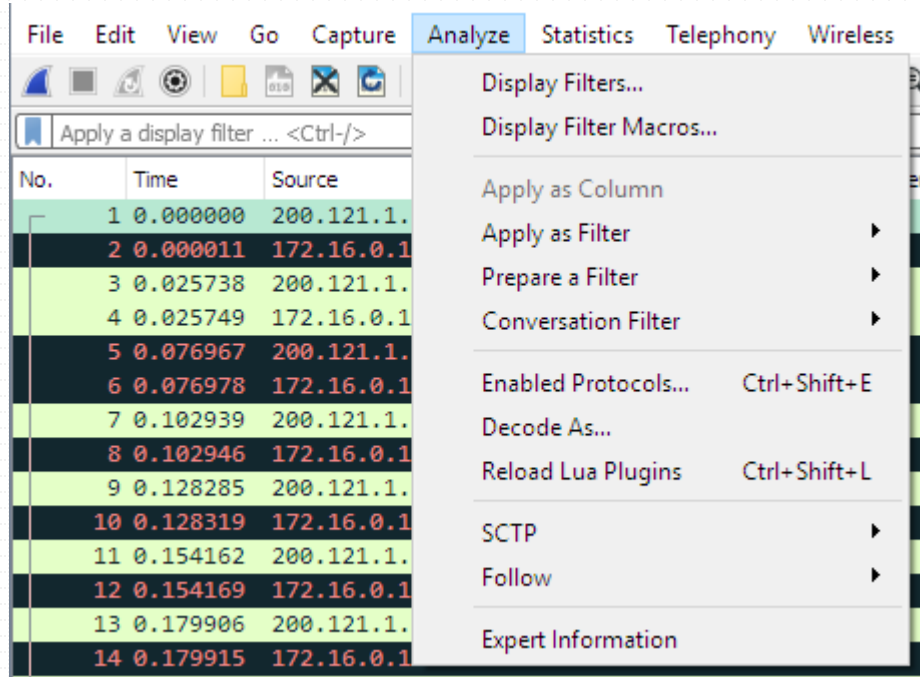 File Edit View Go Capture Analyze Statistics Telephony Wireless
010
Apply a display filter ... <Ctrl-/>
No. Time Source
1 0.000000 200.121.1.
2 0.000011 172.16.0.1
3 0.025738 200.121.1.
4 0.025749 172.16.0.1
5 0.076967 200.121.1.
6 0.076978 172.16.0.1
7 0.102939 200.121.1.
8 0.102946 172.16.0.1
9 0.128285 200.121.1.
10 0.128319 172.16.0.1
11 0.154162 200.121.1.
12 0.154169 172.16.0.1
13 0.179906 200.121.1.
14 0.179915 172.16.0.1
Display Filters...
Display Filter Macros...
Apply as Column
Apply as Filter
Prepare a Filter
Conversation Filter
Enabled Protocols... Ctrl+Shift+E
Decode As...
Reload Lua Plugins Ctrl+Shift+L
SCTP
Follow
Expert Information